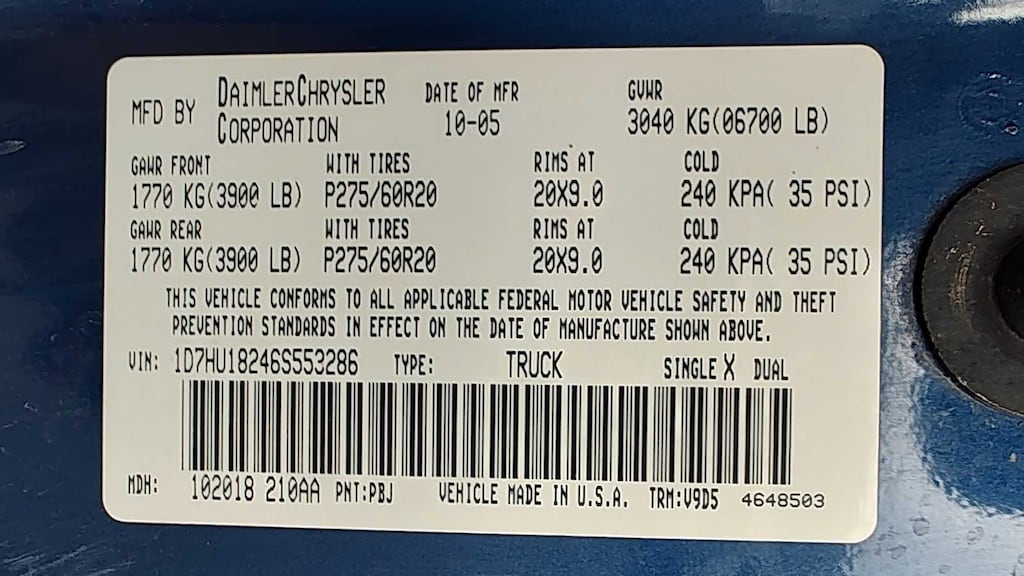 MFD BY DAIMLERCHRYSLER CORPORATION DATE OF MFR 10-05 GVWR 3040 KG(06700 LB)
GAWR FRONT WITH TIRES RIMS AT COLD
1770 KG(3900 LB) P275/60R20 20X9.0 240 KPA( 35 PSI)
GAWR REAR WITH TIRES RIMS AT COLD
1770 KG(3900 LB) P275/60R20 20X9.0 240 KPA( 35 PSI)
THIS VEHICLE CONFORMS TO ALL APPLICABLE FEDERAL MOTOR VEHICLE SAFETY AND THEFT
PREVENTION STANDARDS IN EFFECT ON THE DATE OF MANUFACTURE SHOWN ABOVE.
VIN: 1D7HU18246S553286 TYPE: TRUCK SINGLE X DUAL
MDH: 102018 210AA PNT:PBJ VEHICLE MADE IN U.S.A. TRM:V9D5 4648503